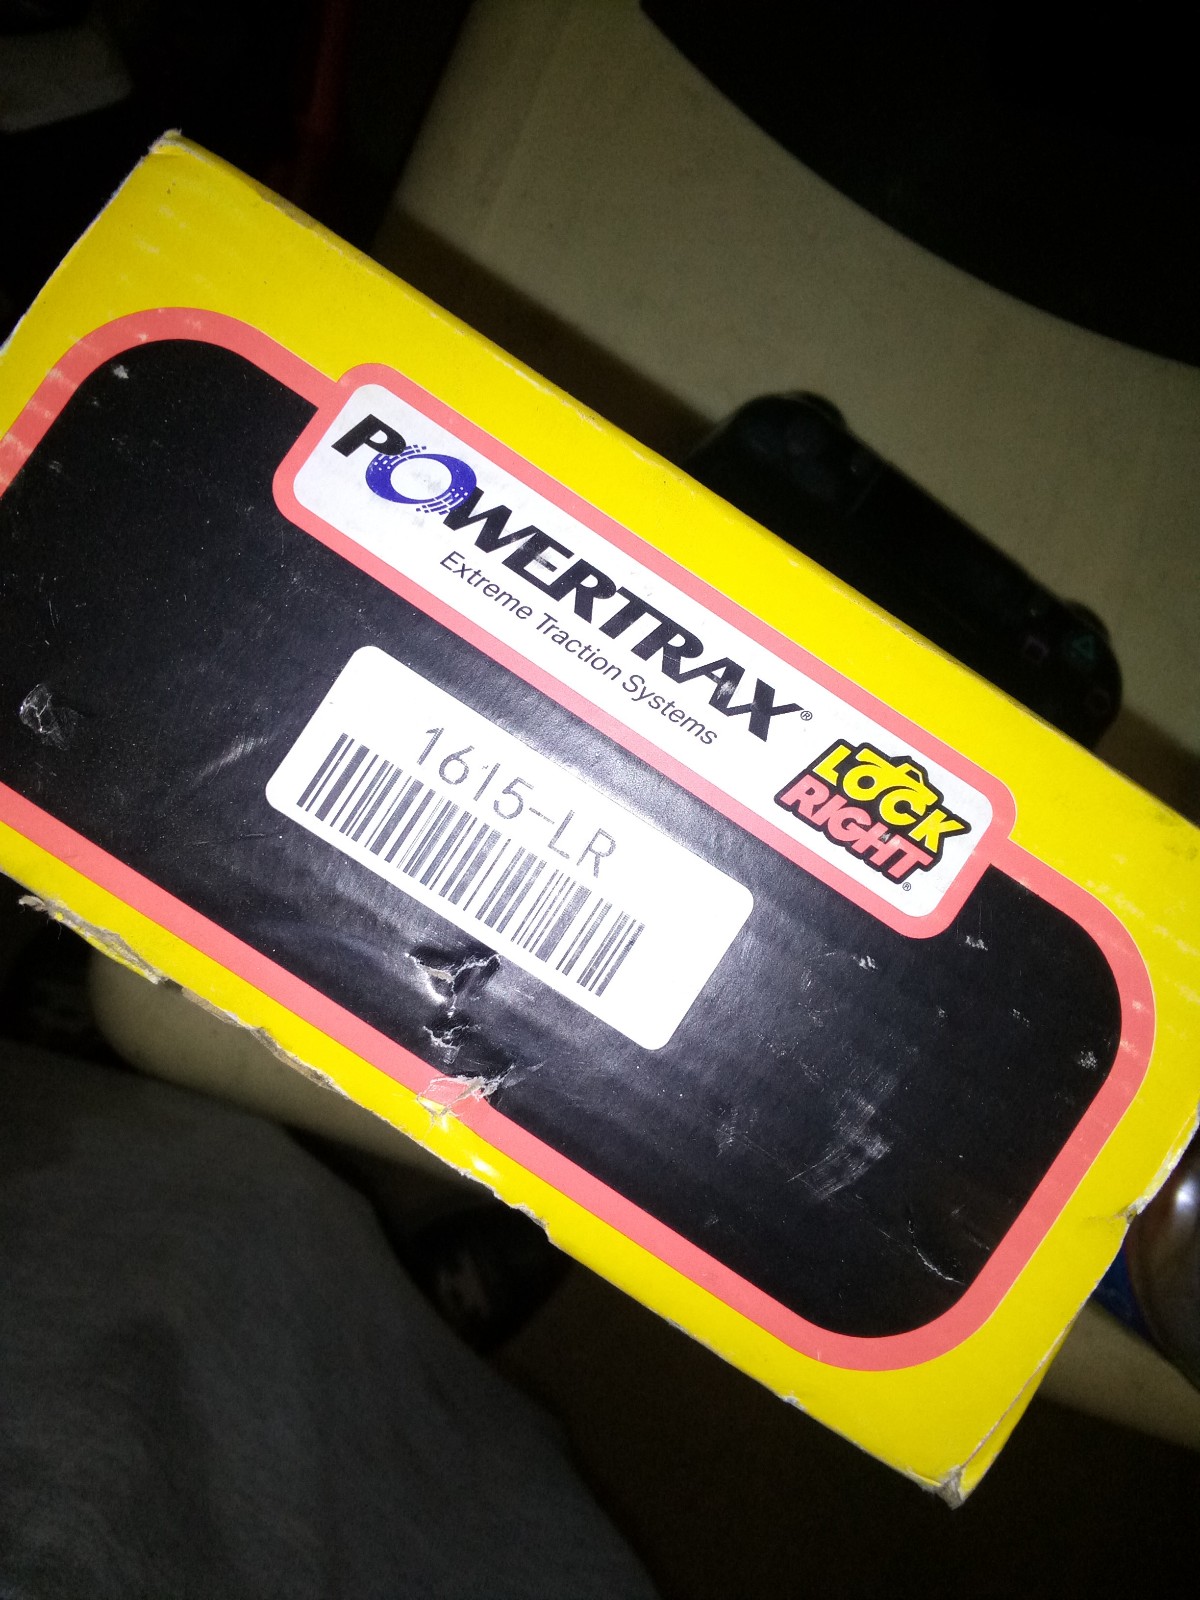 POWERTRAX®
Extreme Traction Systems
LOCK
RIGHT®
1615-LR